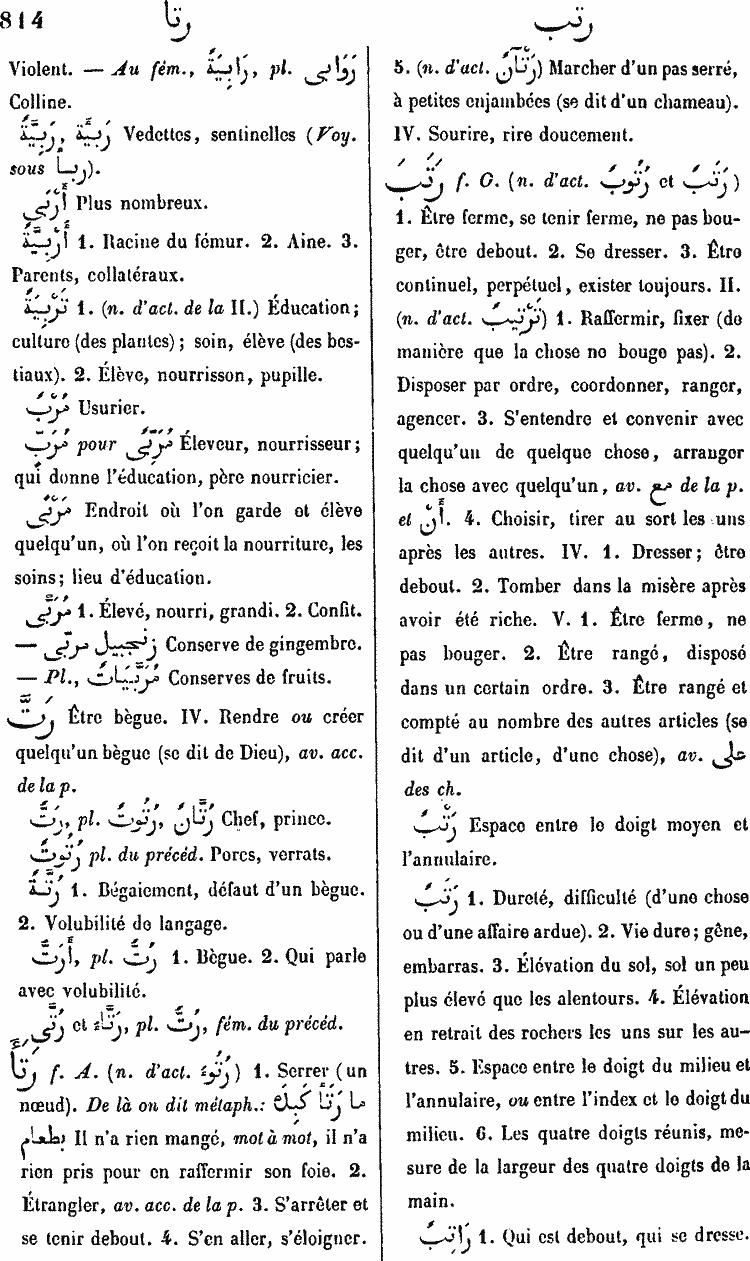 814
رتا
رتب
Violent. — Au fém., رَابِيَةٌ, pl. رَوَابِى
Colline.
رَبِيَّةٌ, رَبِيَّةٌ Vedettes, sentinelles (Voy.
sous ربأ).
أَرْبَى Plus nombreux.
أُرْبِيَّةٌ 1. Racine du fémur. 2. Aine. 3.
Parents, collatéraux.
تَرْبِيَةٌ 1. (n. d'act. de la II.) Éducation;
culture (des plantes); soin, élève (des bes-
tiaux). 2. Élève, nourrisson, pupille.
مُرْبٍ Usurier.
مُرَبٍّ pour مُرَبِّى Éleveur, nourrisseur;
qui donne l'éducation, père nourricier.
مَرْبًى Endroit où l'on garde et élève
quelqu'un, où l'on reçoit la nourriture, les
soins; lieu d'éducation.
مُرَبًّى 1. Élevé, nourri, grandi. 2. Confit.
— زنجبيل مربّى Conserve de gingembre.
— Pl., مُرَبَّيَاتٌ Conserves de fruits.
رَتَّ Être bègue. IV. Rendre ou créer
quelqu'un bègue (se dit de Dieu), av. acc.
de la p.
رَتٌّ, pl. رُتُوتٌ, رُتَّانٌ Chef, prince.
رُتُوتٌ pl. du précéd. Porcs, verrats.
رُتَّةٌ 1. Bégaiement, défaut d'un bègue.
2. Volubilité de langage.
أَرَتُّ, pl. رُتٌّ 1. Bègue. 2. Qui parle
avec volubilité.
رُتَّى et رَتَّاءُ, pl. رُتٌّ, fém. du précéd.
رَتَأَ f. A. (n. d'act. رُتُوءٌ) 1. Serrer (un
nœud). De là on dit métaph.: مَا رَتَأَ كَبِدَهُ
بطعام Il n'a rien mangé, mot à mot, il n'a
rien pris pour en raffermir son foie. 2.
Étrangler, av. acc. de la p. 3. S'arrêter et
se tenir debout. 4. S'en aller, s'éloigner.
5. (n. d'act. رَتَآنٌ) Marcher d'un pas serré,
à petites enjambées (se dit d'un chameau).
IV. Sourire, rire doucement.
رَتَبَ f. O. (n. d'act. رُتُوبٌ et رَتْبٌ)
1. Être ferme, se tenir ferme, ne pas bou-
ger, être debout. 2. Se dresser. 3. Être
continuel, perpétuel, exister toujours. II.
(n. d'act. تَرْتِيبٌ) 1. Raffermir, fixer (de
manière que la chose ne bouge pas). 2.
Disposer par ordre, coordonner, ranger,
agencer. 3. S'entendre et convenir avec
quelqu'un de quelque chose, arranger
la chose avec quelqu'un, av. مع de la p.
et أَنْ. 4. Choisir, tirer au sort les uns
après les autres. IV. 1. Dresser; être
debout. 2. Tomber dans la misère après
avoir été riche. V. 1. Être ferme, ne
pas bouger. 2. Être rangé, disposé
dans un certain ordre. 3. Être rangé et
compté au nombre des autres articles (se
dit d'un article, d'une chose), av. على
des ch.
رَتْبٌ Espace entre le doigt moyen et
l'annulaire.
رَتَبٌ 1. Dureté, difficulté (d'une chose
ou d'une affaire ardue). 2. Vie dure; gêne,
embarras. 3. Élévation du sol, sol un peu
plus élevé que les alentours. 4. Élévation
en retrait des rochers les uns sur les au-
tres. 5. Espace entre le doigt du milieu et
l'annulaire, ou entre l'index et le doigt du
milieu. 6. Les quatre doigts réunis, me-
sure de la largeur des quatre doigts de la
main.
رَاتِبٌ 1. Qui est debout, qui se dresse.